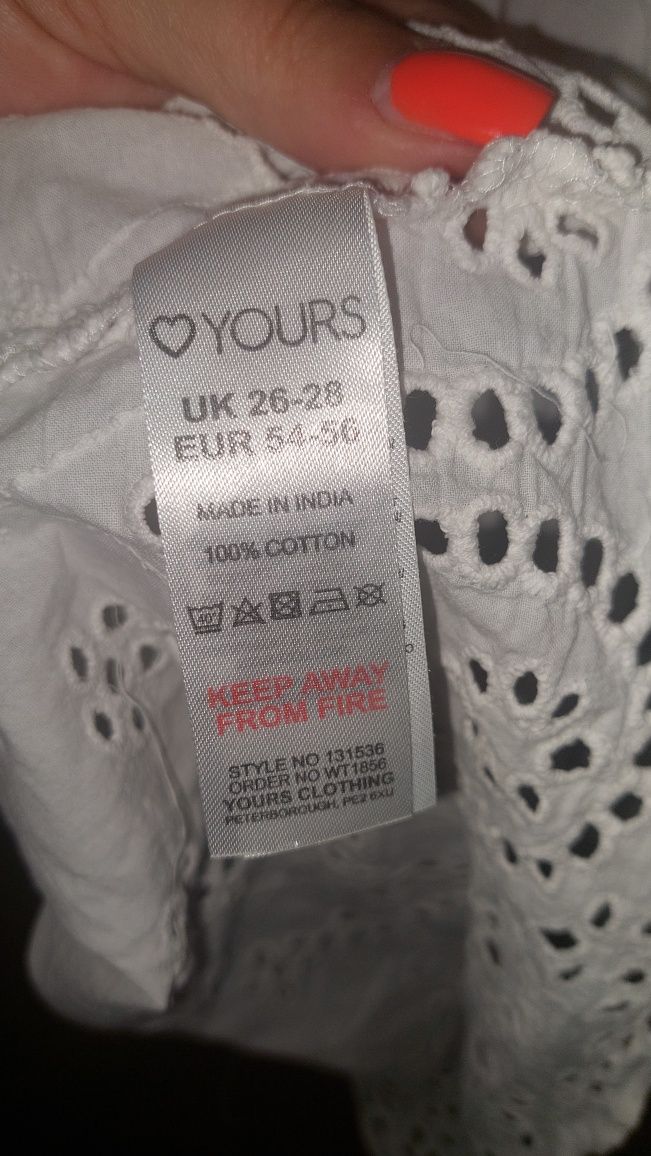 YOURS
UK 26-28
EUR 54-56
MADE IN INDIA
100% COTTON
40°
KEEP AWAY
FROM FIRE
STYLE NO 131536
ORDER NO WT1856
YOURS CLOTHING
PETERBOROUGH, PE2 6XU